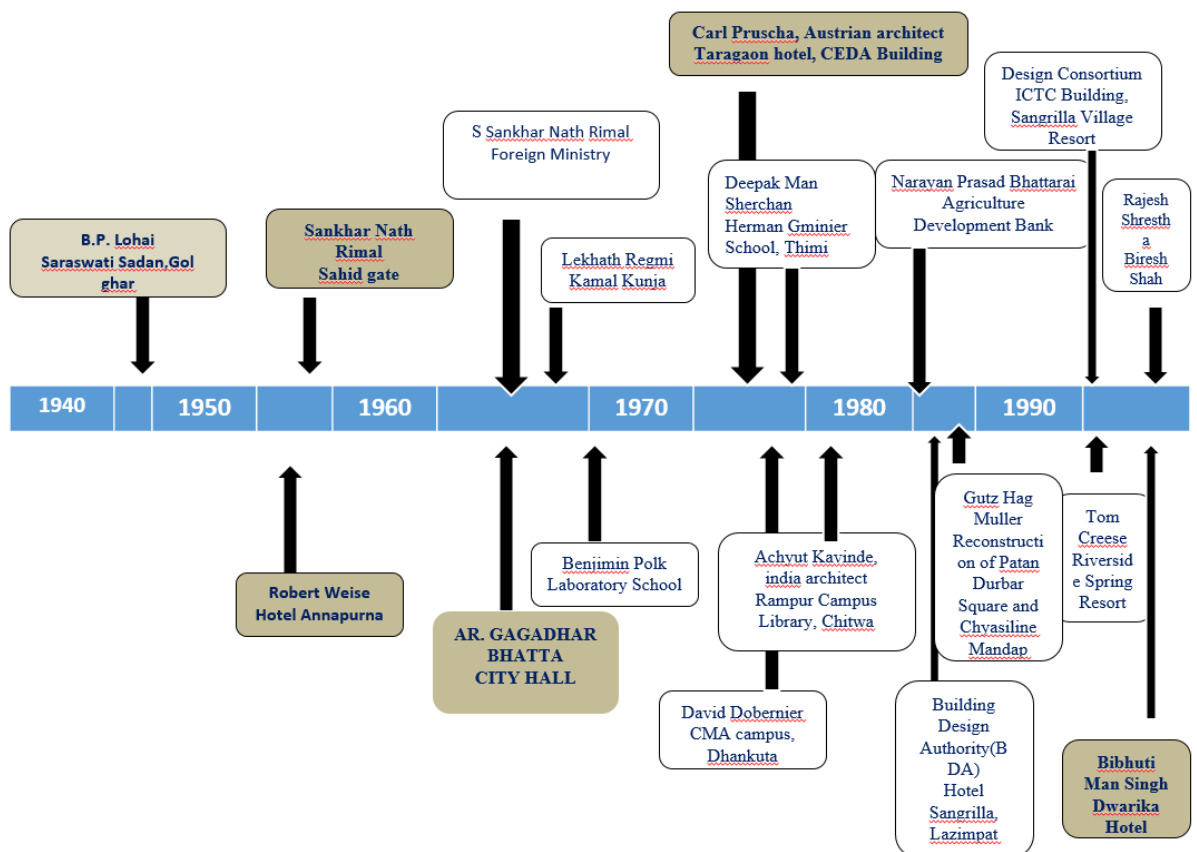 Carl Pruscha, Austrian architect
Taragaon hotel, CEDA Building
Design Consortium
ICTC Building,
Sangrilla Village
Resort
S Sankhar Nath Rimal
Foreign Ministry
Deepak Man
Sherchan
Herman Gminier
School, Thimi
Narayan Prasad Bhattarai
Agriculture
Development Bank
Rajesh
Shresth
a
Biresh
Shah
B.P. Lohai
Saraswati Sadan,Gol
ghar
Sankhar Nath
Rimal
Sahid gate
Lekhath Regmi
Kamal Kunja
1940 1950 1960 1970 1980 1990
Robert Weise
Hotel Annapurna
AR. GAGADHAR
BHATTA
CITY HALL
Benjimin Polk
Laboratory School
Achyut Kavinde,
india architect
Rampur Campus
Library, Chitwa
David Dobernier
CMA campus,
Dhankuta
Gutz Hag
Muller
Reconstructi
on of Patan
Durbar
Square and
Chyasiline
Mandap
Tom
Creese
Riversid
e Spring
Resort
Building
Design
Authority(B
DA)
Hotel
Sangrilla,
Lazimpat
Bibhuti
Man Singh
Dwarika
Hotel